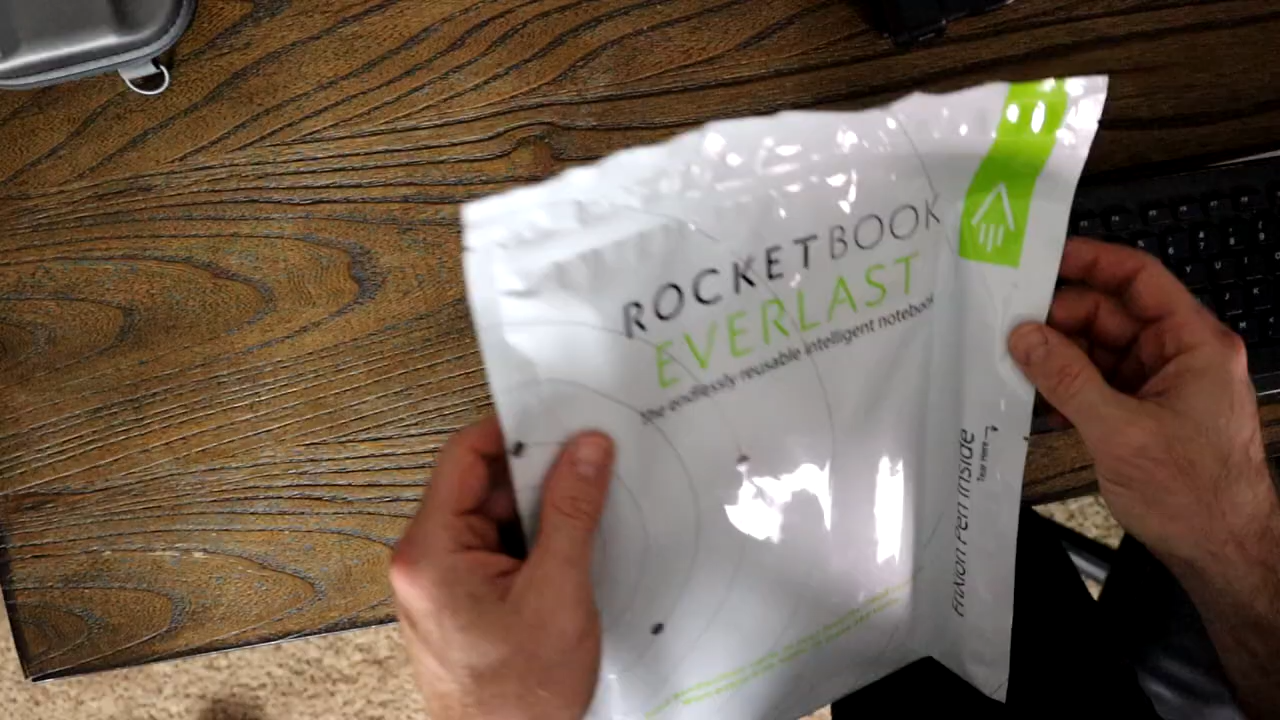 ROCKETBOOK
EVERLAST
the endlessly reusable intelligent notebook
FriXion Pen Inside
Tear Here